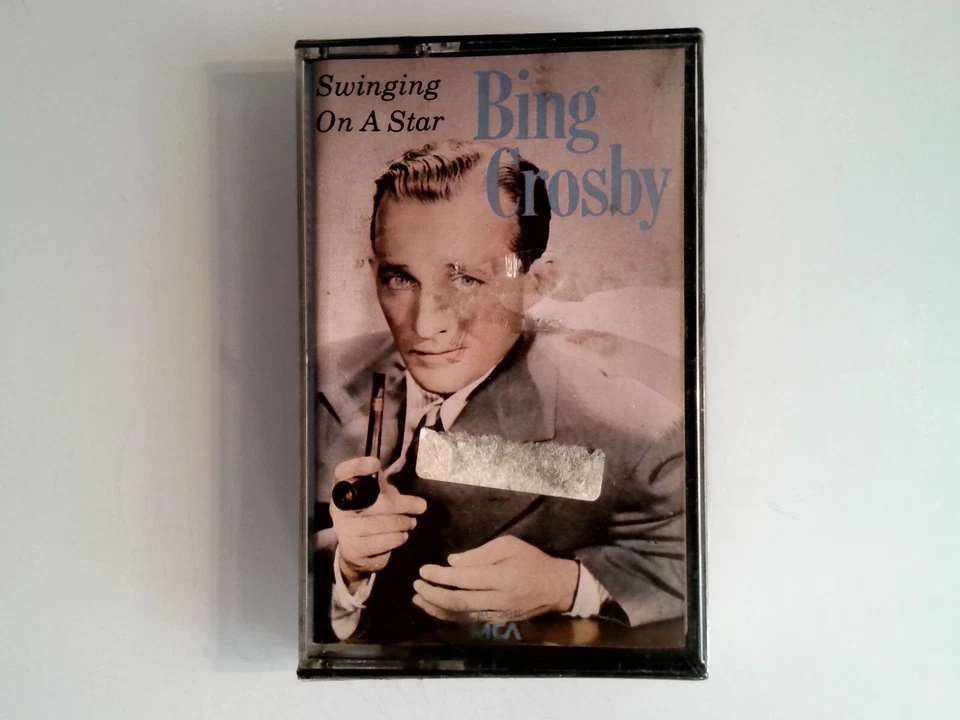 Swinging
On A Star
Bing
Crosby
MCA